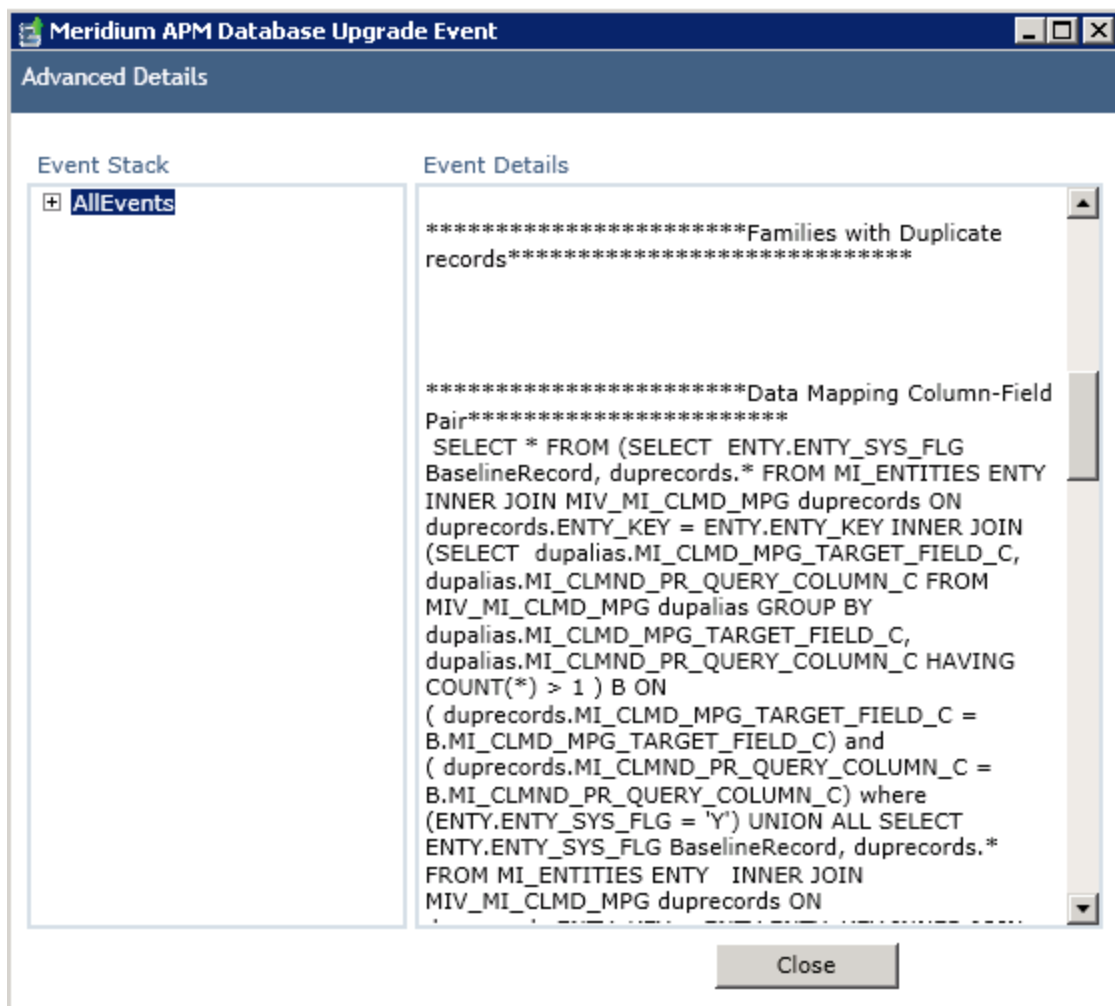 Meridium APM Database Upgrade Event
Advanced Details
Event Stack
AllEvents
Event Details
***********************Families with Duplicate
records*****************************
***********************Data Mapping Column-Field
Pair*************************
SELECT * FROM (SELECT  ENTY.ENTY_SYS_FLG
BaselineRecord, duprecords.* FROM MI_ENTITIES ENTY
INNER JOIN MIV_MI_CLMD_MPG duprecords ON
duprecords.ENTY_KEY = ENTY.ENTY_KEY INNER JOIN
(SELECT  dupalias.MI_CLMD_MPG_TARGET_FIELD_C,
dupalias.MI_CLMND_PR_QUERY_COLUMN_C FROM
MIV_MI_CLMD_MPG dupalias GROUP BY
dupalias.MI_CLMD_MPG_TARGET_FIELD_C,
dupalias.MI_CLMND_PR_QUERY_COLUMN_C HAVING
COUNT(*) > 1 ) B ON
( duprecords.MI_CLMD_MPG_TARGET_FIELD_C =
B.MI_CLMD_MPG_TARGET_FIELD_C) and
( duprecords.MI_CLMND_PR_QUERY_COLUMN_C =
B.MI_CLMND_PR_QUERY_COLUMN_C) where
(ENTY.ENTY_SYS_FLG = 'Y') UNION ALL SELECT
ENTY.ENTY_SYS_FLG BaselineRecord, duprecords.*
FROM MI_ENTITIES ENTY   INNER JOIN
MIV_MI_CLMD_MPG duprecords ON
Close